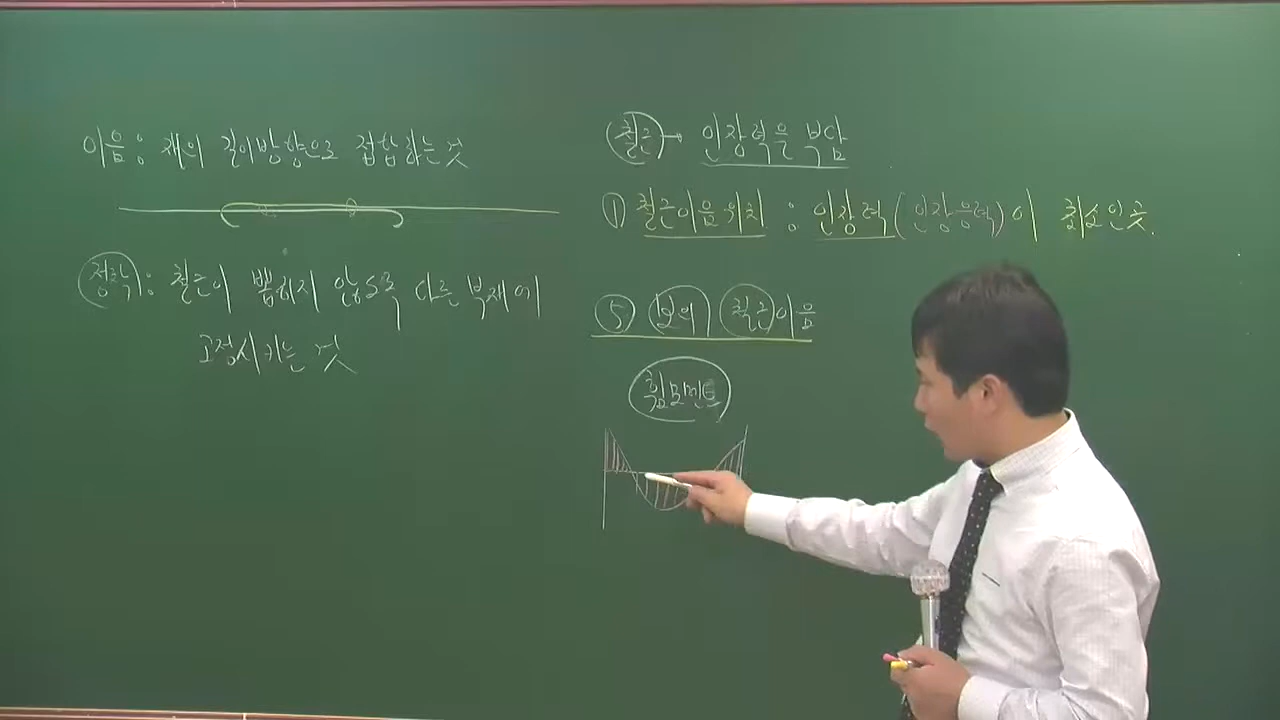 이음 : 재의 길이방향으로 접합하는 것
정착 : 철근이 뽑히지 않도록 다른 부재에
고정시키는 것
철근 → 인장력을 부담
① 철근이음위치 : 인장력(인장응력)이 최소인곳.
⑤ 보의 철근이음
휨모멘트